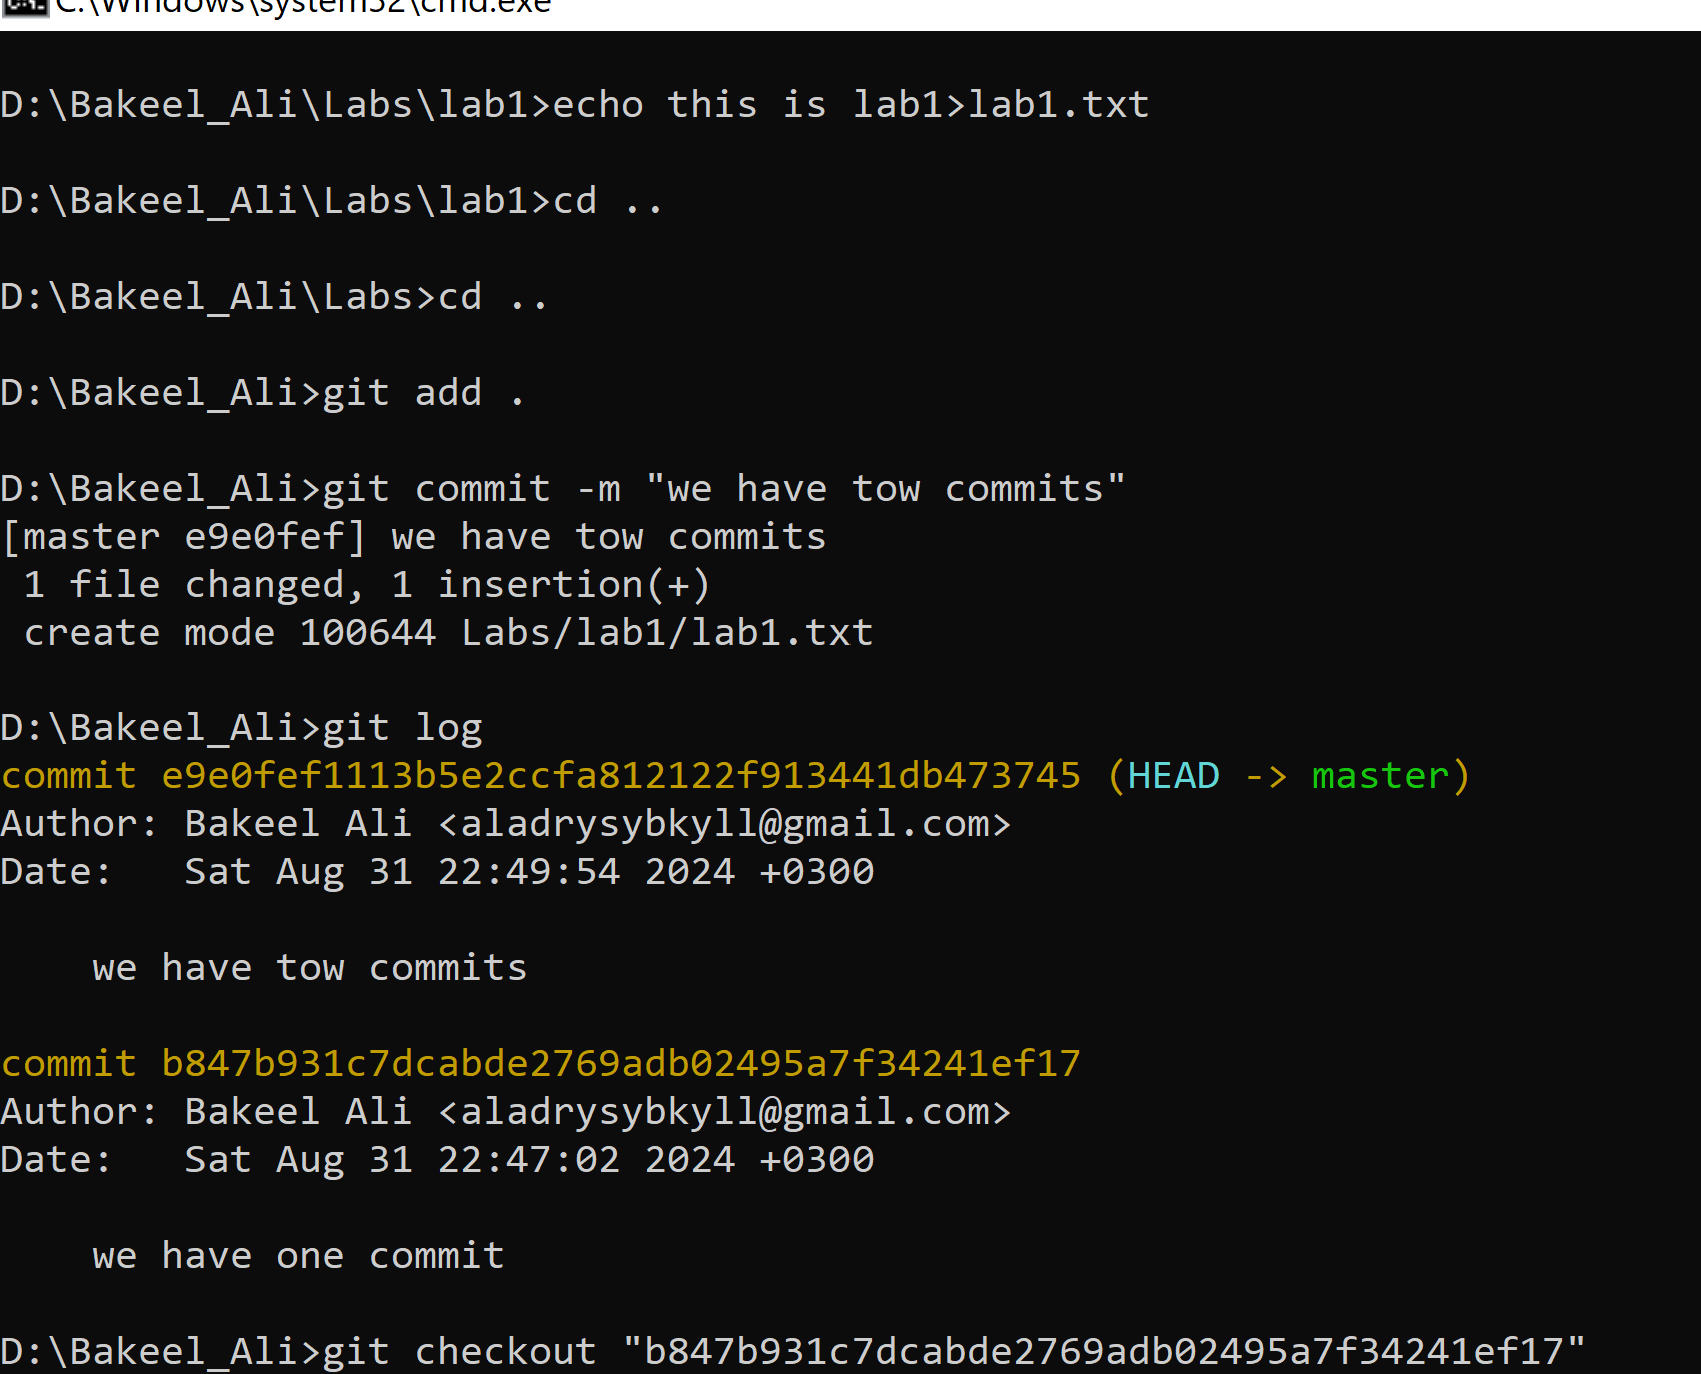 C:\Windows\system32\cmd.exe
D:\Bakeel_Ali\Labs\lab1>echo this is lab1>lab1.txt
D:\Bakeel_Ali\Labs\lab1>cd ..
D:\Bakeel_Ali\Labs>cd ..
D:\Bakeel_Ali>git add .
D:\Bakeel_Ali>git commit -m "we have tow commits"
[master e9e0fef] we have tow commits
 1 file changed, 1 insertion(+)
 create mode 100644 Labs/lab1/lab1.txt
D:\Bakeel_Ali>git log
commit e9e0fef1113b5e2ccfa812122f913441db473745 (HEAD -> master)
Author: Bakeel Ali <aladrysybkyll@gmail.com>
Date:   Sat Aug 31 22:49:54 2024 +0300
    we have tow commits
commit b847b931c7dcabde2769adb02495a7f34241ef17
Author: Bakeel Ali <aladrysybkyll@gmail.com>
Date:   Sat Aug 31 22:47:02 2024 +0300
    we have one commit
D:\Bakeel_Ali>git checkout "b847b931c7dcabde2769adb02495a7f34241ef17"